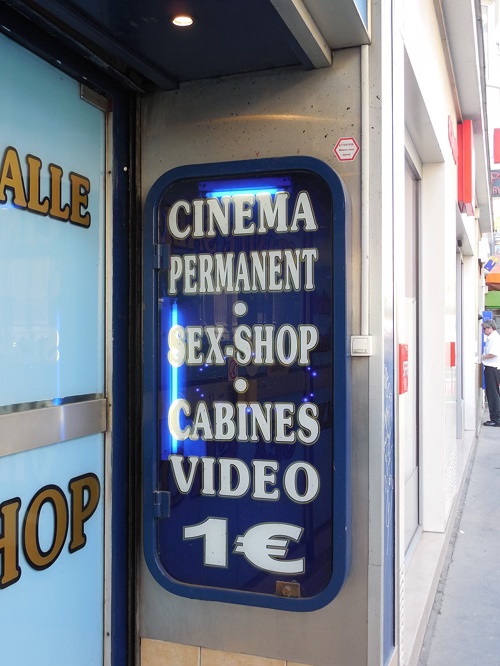 ALLE
HOP
CINEMA
PERMANENT
•
SEX-SHOP
•
CABINES
VIDEO
1€